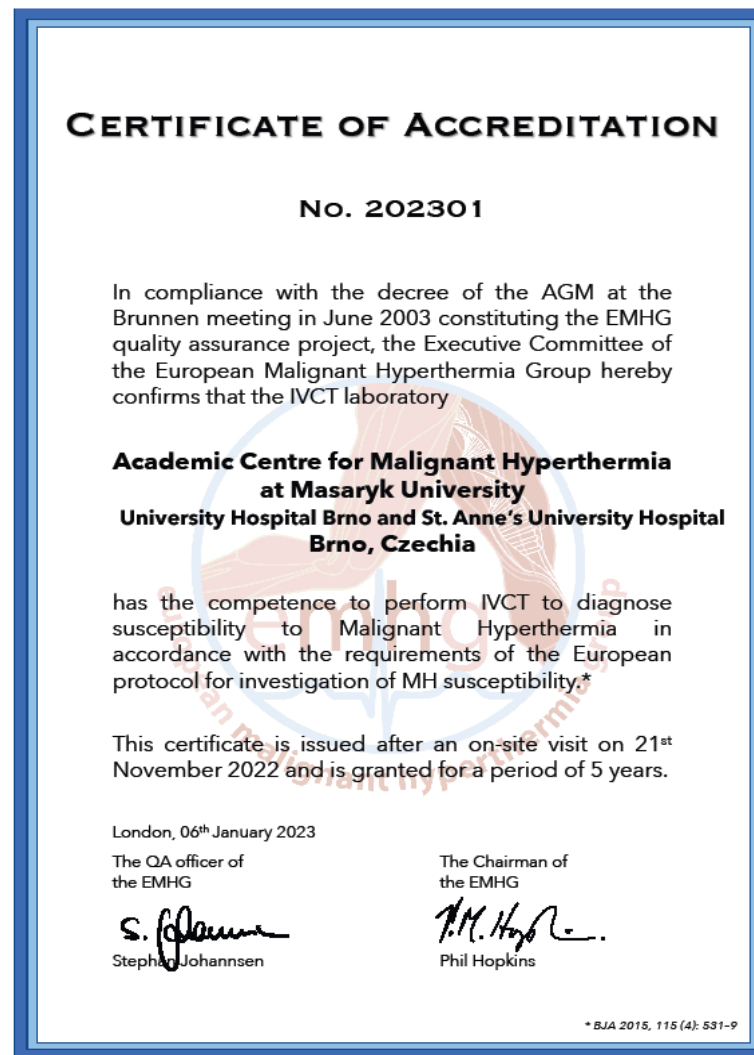 CERTIFICATE OF ACCREDITATION
NO. 202301
In compliance with the decree of the AGM at the
Brunnen meeting in June 2003 constituting the EMHG
quality assurance project, the Executive Committee of
the European Malignant Hyperthermia Group hereby
confirms that the IVCT laboratory
Academic Centre for Malignant Hyperthermia
at Masaryk University
University Hospital Brno and St. Anne's University Hospital
Brno, Czechia
has the competence to perform IVCT to diagnose
susceptibility to Malignant Hyperthermia in
accordance with the requirements of the European
protocol for investigation of MH susceptibility.*
emhg
european malignant hyperthermia group
This certificate is issued after an on-site visit on 21st
November 2022 and is granted for a period of 5 years.
London, 06th January 2023
The QA officer of
the EMHG
The Chairman of
the EMHG
Stephan Johannsen
Phil Hopkins
* BJA 2015, 115 (4): 531-9